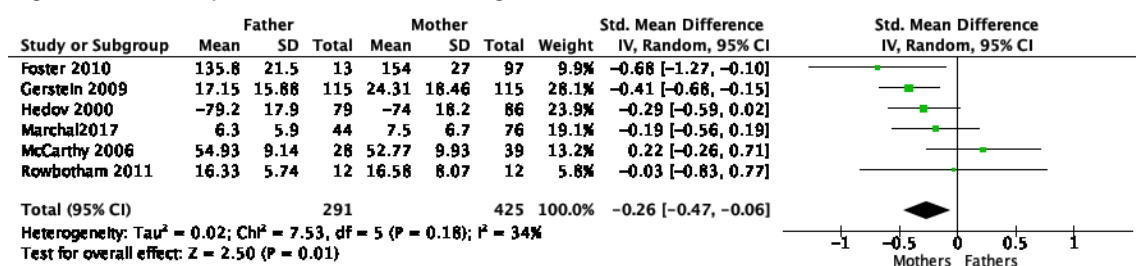 Father Mother Std. Mean Difference Std. Mean Difference
Study or Subgroup Mean SD Total Mean SD Total Weight IV, Random, 95% CI IV, Random, 95% CI
Foster 2010 135.8 21.5 13 154 27 97 9.9% −0.68 [−1.27, −0.10]
Gerstein 2009 17.15 15.88 115 24.31 18.46 115 28.1% −0.41 [−0.68, −0.15]
Hedov 2000 −79.2 17.9 79 −74 18.2 86 23.9% −0.29 [−0.59, 0.02]
Marchal2017 6.3 5.9 44 7.5 6.7 76 19.1% −0.19 [−0.56, 0.19]
McCarthy 2006 54.93 9.14 28 52.77 9.93 39 13.2% 0.22 [−0.26, 0.71]
Rowbotham 2011 16.33 5.74 12 16.58 8.07 12 5.8% −0.03 [−0.83, 0.77]
Total (95% CI) 291 425 100.0% −0.26 [−0.47, −0.06]
Heterogeneity: Tau² = 0.02; Chi² = 7.53, df = 5 (P = 0.18); I² = 34%
Test for overall effect: Z = 2.50 (P = 0.01)
−1 −0.5 0 0.5 1
Mothers Fathers